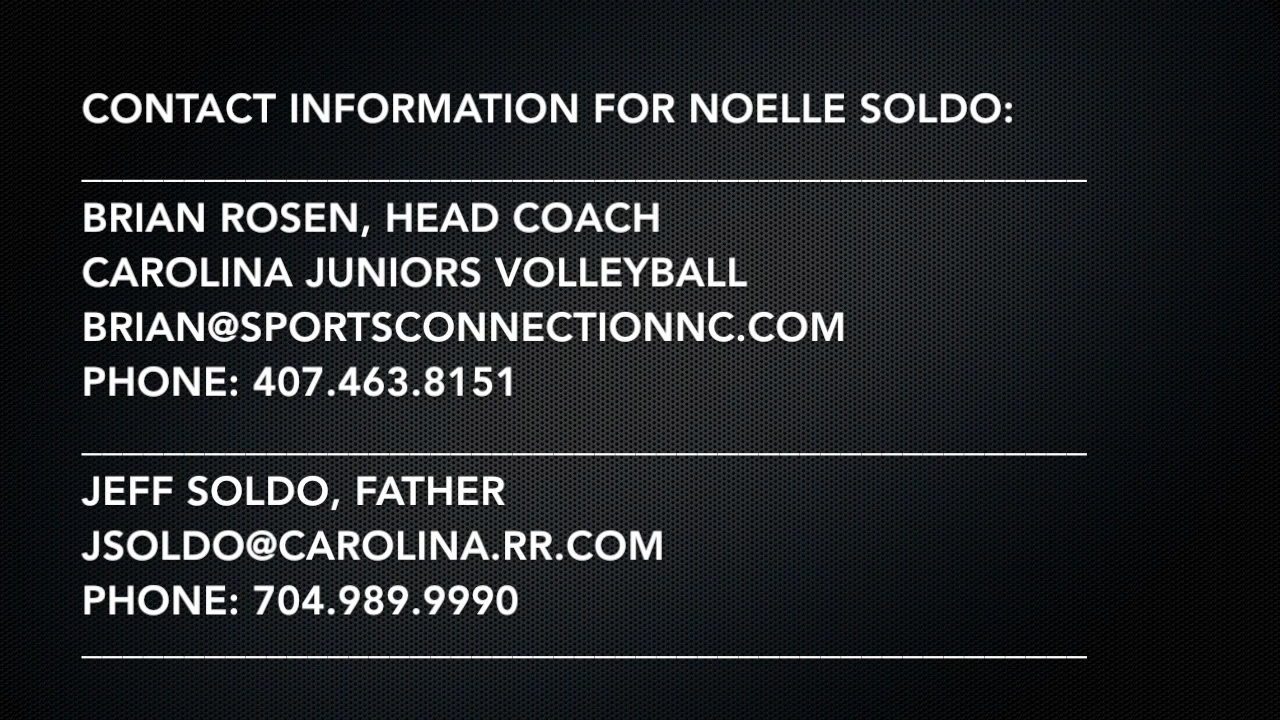 CONTACT INFORMATION FOR NOELLE SOLDO:
BRIAN ROSEN, HEAD COACH
CAROLINA JUNIORS VOLLEYBALL
BRIAN@SPORTSCONNECTIONNC.COM
PHONE: 407.463.8151
JEFF SOLDO, FATHER
JSOLDO@CAROLINA.RR.COM
PHONE: 704.989.9990